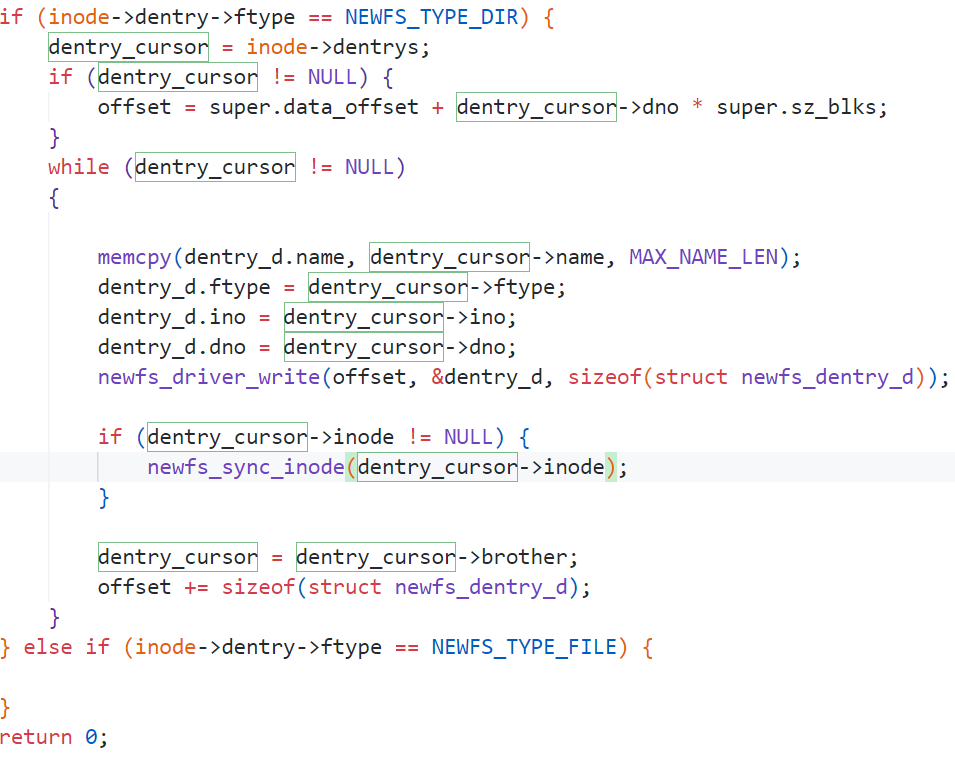 if (inode->dentry->ftype == NEWFS_TYPE_DIR) {
    dentry_cursor = inode->dentrys;
    if (dentry_cursor != NULL) {
        offset = super.data_offset + dentry_cursor->dno * super.sz_blks;
    }
    while (dentry_cursor != NULL)
    {

        memcpy(dentry_d.name, dentry_cursor->name, MAX_NAME_LEN);
        dentry_d.ftype = dentry_cursor->ftype;
        dentry_d.ino = dentry_cursor->ino;
        dentry_d.dno = dentry_cursor->dno;
        newfs_driver_write(offset, &dentry_d, sizeof(struct newfs_dentry_d));

        if (dentry_cursor->inode != NULL) {
            newfs_sync_inode(dentry_cursor->inode);
        }

        dentry_cursor = dentry_cursor->brother;
        offset += sizeof(struct newfs_dentry_d);
    }
} else if (inode->dentry->ftype == NEWFS_TYPE_FILE) {

}
return 0;